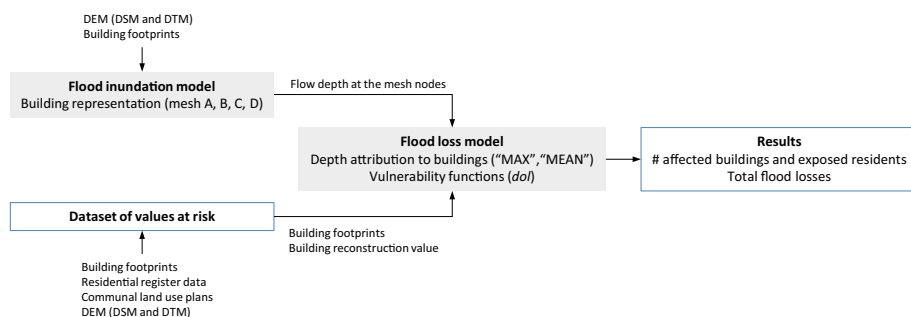 DEM (DSM and DTM)
Building footprints
Flood inundation model
Building representation (mesh A, B, C, D)
Flow depth at the mesh nodes
Flood loss model
Depth attribution to buildings (“MAX”,“MEAN”)
Vulnerability functions (dol)
Results
# affected buildings and exposed residents
Total flood losses
Dataset of values at risk
Building footprints
Building reconstruction value
Building footprints
Residential register data
Communal land use plans
DEM (DSM and DTM)